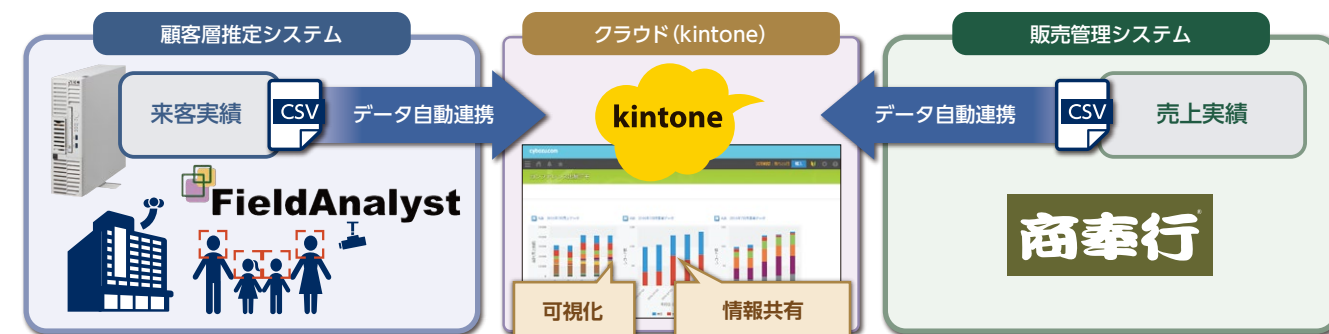 顧客層推定システム
クラウド(kintone)
販売管理システム
来客実績
CSV
データ自動連携
kintone
データ自動連携
CSV
売上実績
FieldAnalyst
商奉行
可視化
情報共有